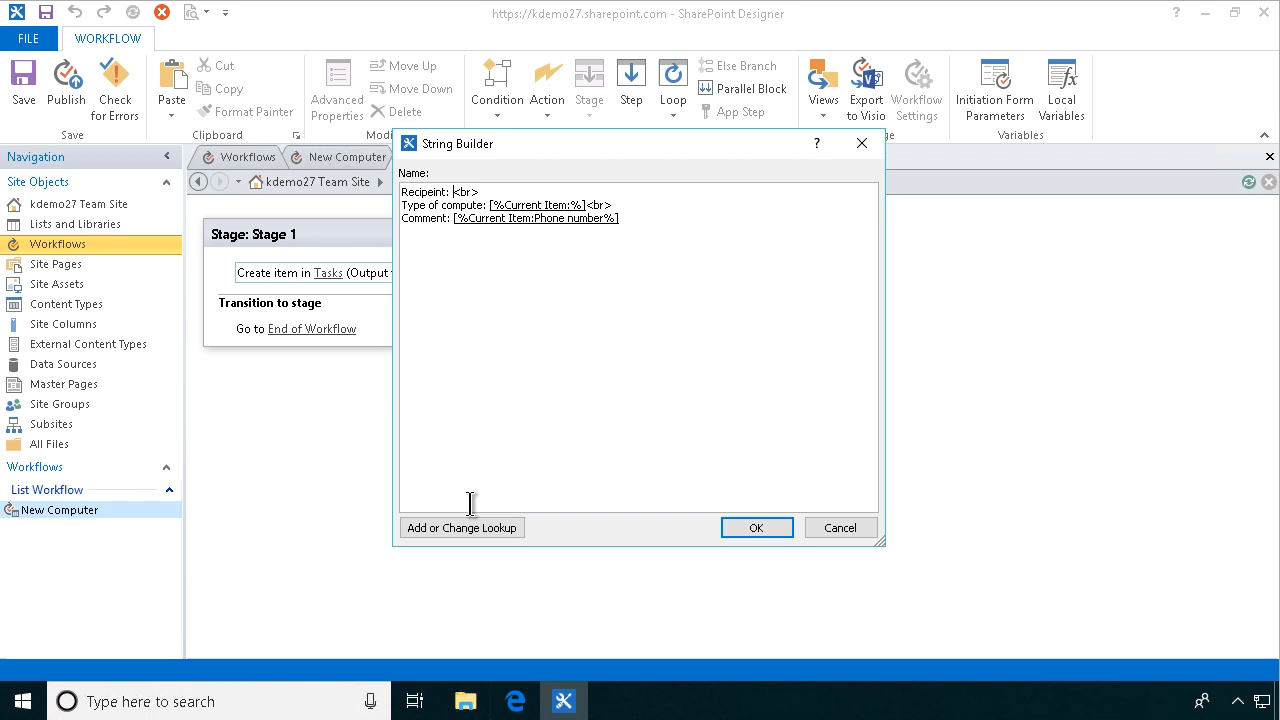 https://kdemo27.sharepoint.com - SharePoint Designer
FILE
WORKFLOW
Save
Publish
Check for Errors
Save
Paste
Cut
Copy
Format Painter
Clipboard
Advanced Properties
Move Up
Move Down
Delete
Modi
Condition
Action
Stage
Step
Loop
Else Branch
Parallel Block
App Step
Views
Export to Visio
Workflow Settings
ge
Initiation Form Parameters
Local Variables
Variables
Navigation
Site Objects
kdemo27 Team Site
Lists and Libraries
Workflows
Site Pages
Site Assets
Content Types
Site Columns
External Content Types
Data Sources
Master Pages
Site Groups
Subsites
All Files
Workflows
List Workflow
New Computer
Workflows
New Computer
kdemo27 Team Site
Stage: Stage 1
Create item in Tasks (Output
Transition to stage
Go to End of Workflow
String Builder
?
Name:
Recipeint: <br>
Type of compute: [%Current Item:%]<br>
Comment: [%Current Item:Phone number%]
Add or Change Lookup
OK
Cancel
Type here to search